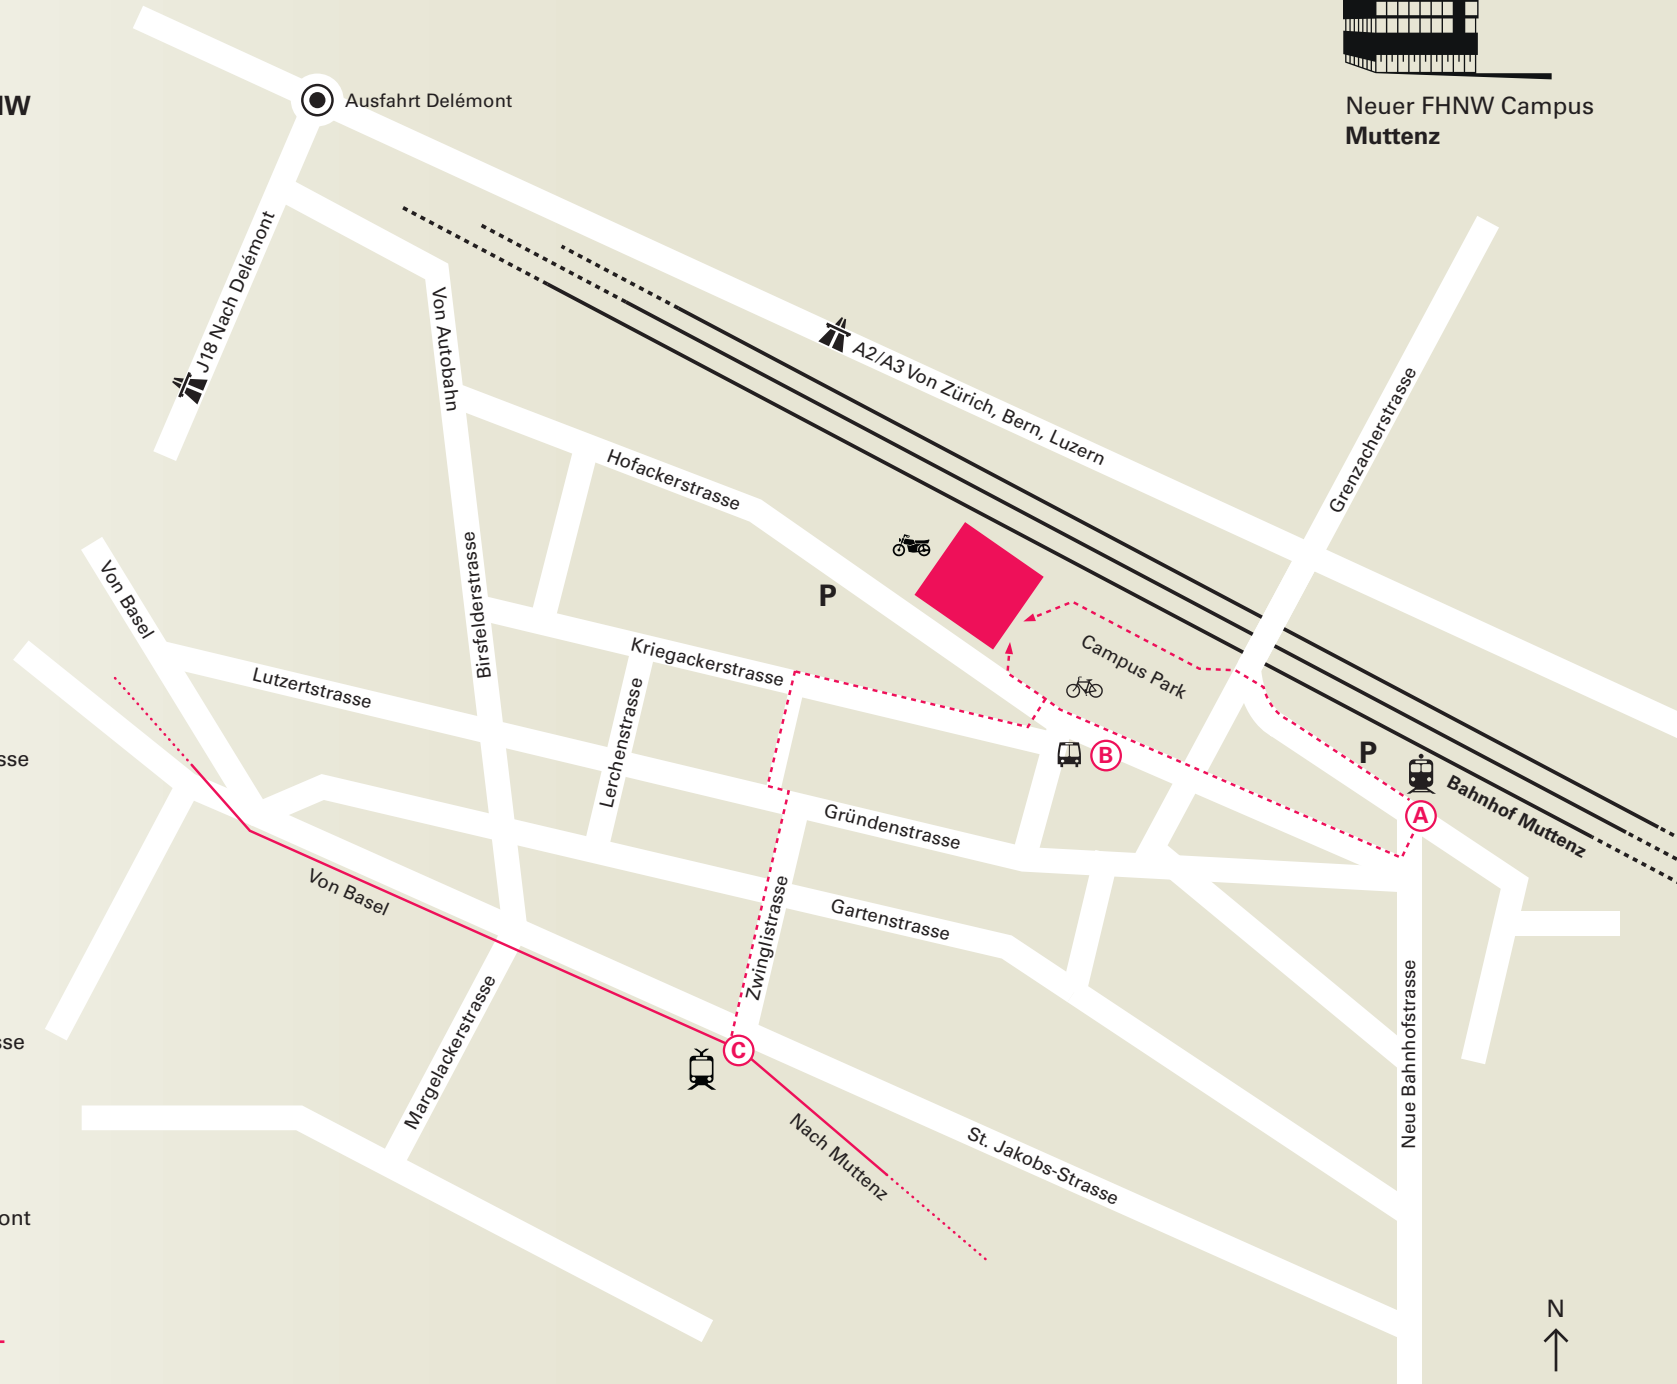 Neuer FHNW Campus
Muttenz
Ausfahrt Delémont
J18 Nach Delémont
Von Autobahn
A2/A3 Von Zürich, Bern, Luzern
Grenzacherstrasse
Hofackerstrasse
P
Birsfelderstrasse
Von Basel
Kriegackerstrasse
Campus Park
Lutzertstrasse
Lerchenstrasse
B
P
A
Bahnhof Muttenz
Gründenstrasse
Von Basel
Gartenstrasse
Zwinglistrasse
Margelackerstrasse
C
Neue Bahnhofstrasse
Nach Muttenz
St. Jakobs-Strasse
N